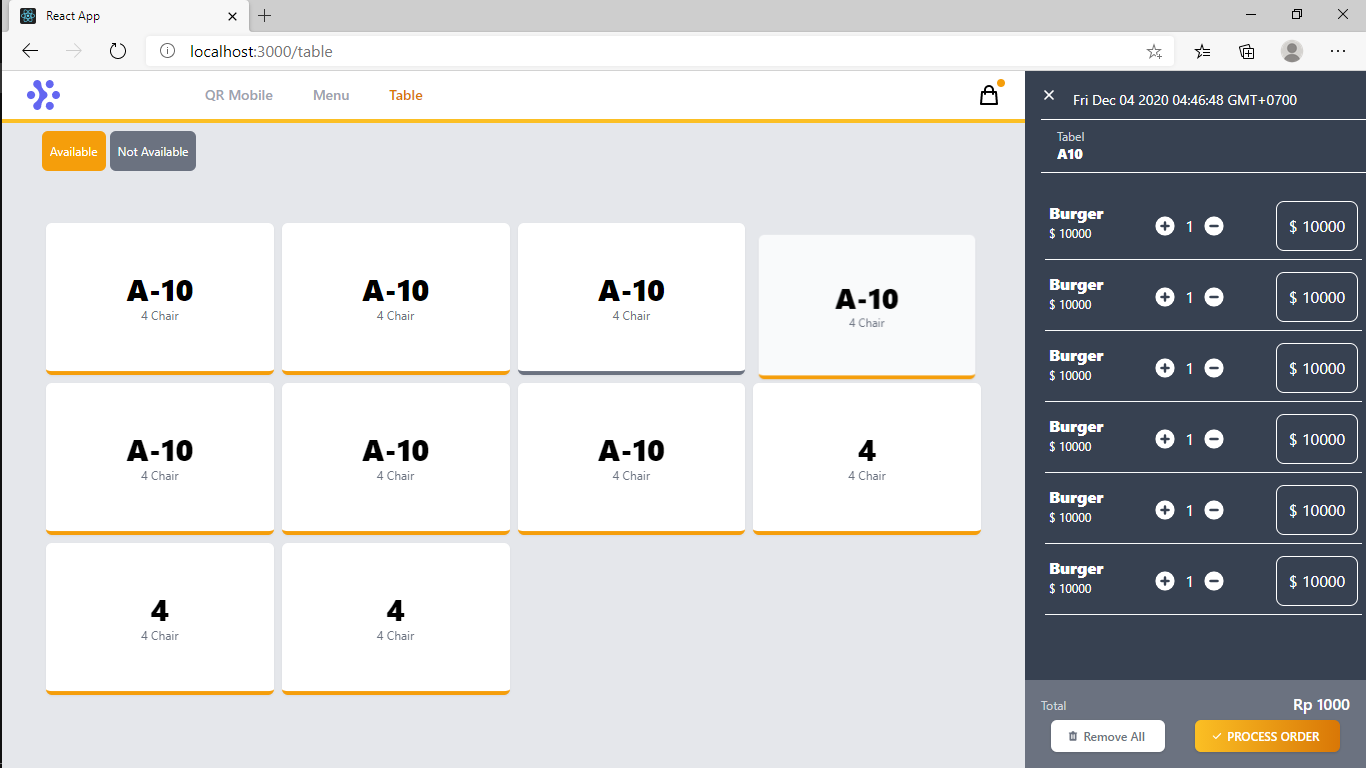 React App
localhost:3000/table
QR Mobile Menu Table
Available Not Available
A-10
4 Chair
A-10
4 Chair
A-10
4 Chair
A-10
4 Chair
A-10
4 Chair
A-10
4 Chair
A-10
4 Chair
4
4 Chair
4
4 Chair
4
4 Chair
Fri Dec 04 2020 04:46:48 GMT+0700
Tabel
A10
Burger
$ 10000
1
$ 10000
Burger
$ 10000
1
$ 10000
Burger
$ 10000
1
$ 10000
Burger
$ 10000
1
$ 10000
Burger
$ 10000
1
$ 10000
Burger
$ 10000
1
$ 10000
Total Rp 1000
Remove All PROCESS ORDER